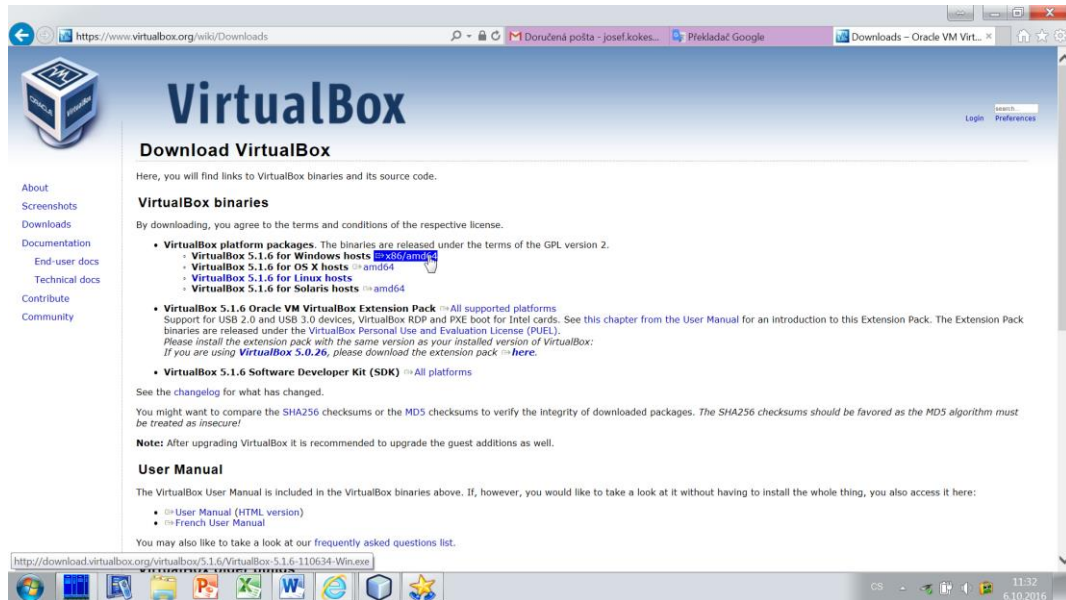 https://www.virtualbox.org/wiki/Downloads
Doručená pošta - josef.kokes...
Překladač Google
Downloads – Oracle VM Virt...
ORACLE
VirtualBox
VirtualBox
search...
Login Preferences
Download VirtualBox
Here, you will find links to VirtualBox binaries and its source code.
About
Screenshots
Downloads
Documentation
End-user docs
Technical docs
Contribute
Community
VirtualBox binaries
By downloading, you agree to the terms and conditions of the respective license.
VirtualBox platform packages. The binaries are released under the terms of the GPL version 2.
VirtualBox 5.1.6 for Windows hosts x86/amd64
VirtualBox 5.1.6 for OS X hosts amd64
VirtualBox 5.1.6 for Linux hosts
VirtualBox 5.1.6 for Solaris hosts amd64
VirtualBox 5.1.6 Oracle VM VirtualBox Extension Pack All supported platforms
Support for USB 2.0 and USB 3.0 devices, VirtualBox RDP and PXE boot for Intel cards. See this chapter from the User Manual for an introduction to this Extension Pack. The Extension Pack
binaries are released under the VirtualBox Personal Use and Evaluation License (PUEL).
Please install the extension pack with the same version as your installed version of VirtualBox:
If you are using VirtualBox 5.0.26, please download the extension pack here.
VirtualBox 5.1.6 Software Developer Kit (SDK) All platforms
See the changelog for what has changed.
You might want to compare the SHA256 checksums or the MD5 checksums to verify the integrity of downloaded packages. The SHA256 checksums should be favored as the MD5 algorithm must
be treated as insecure!
Note: After upgrading VirtualBox it is recommended to upgrade the guest additions as well.
User Manual
The VirtualBox User Manual is included in the VirtualBox binaries above. If, however, you would like to take a look at it without having to install the whole thing, you also access it here:
User Manual (HTML version)
French User Manual
You may also like to take a look at our frequently asked questions list.
http://download.virtualbox.org/virtualbox/5.1.6/VirtualBox-5.1.6-110634-Win.exe
CS
11:32
6.10.2016